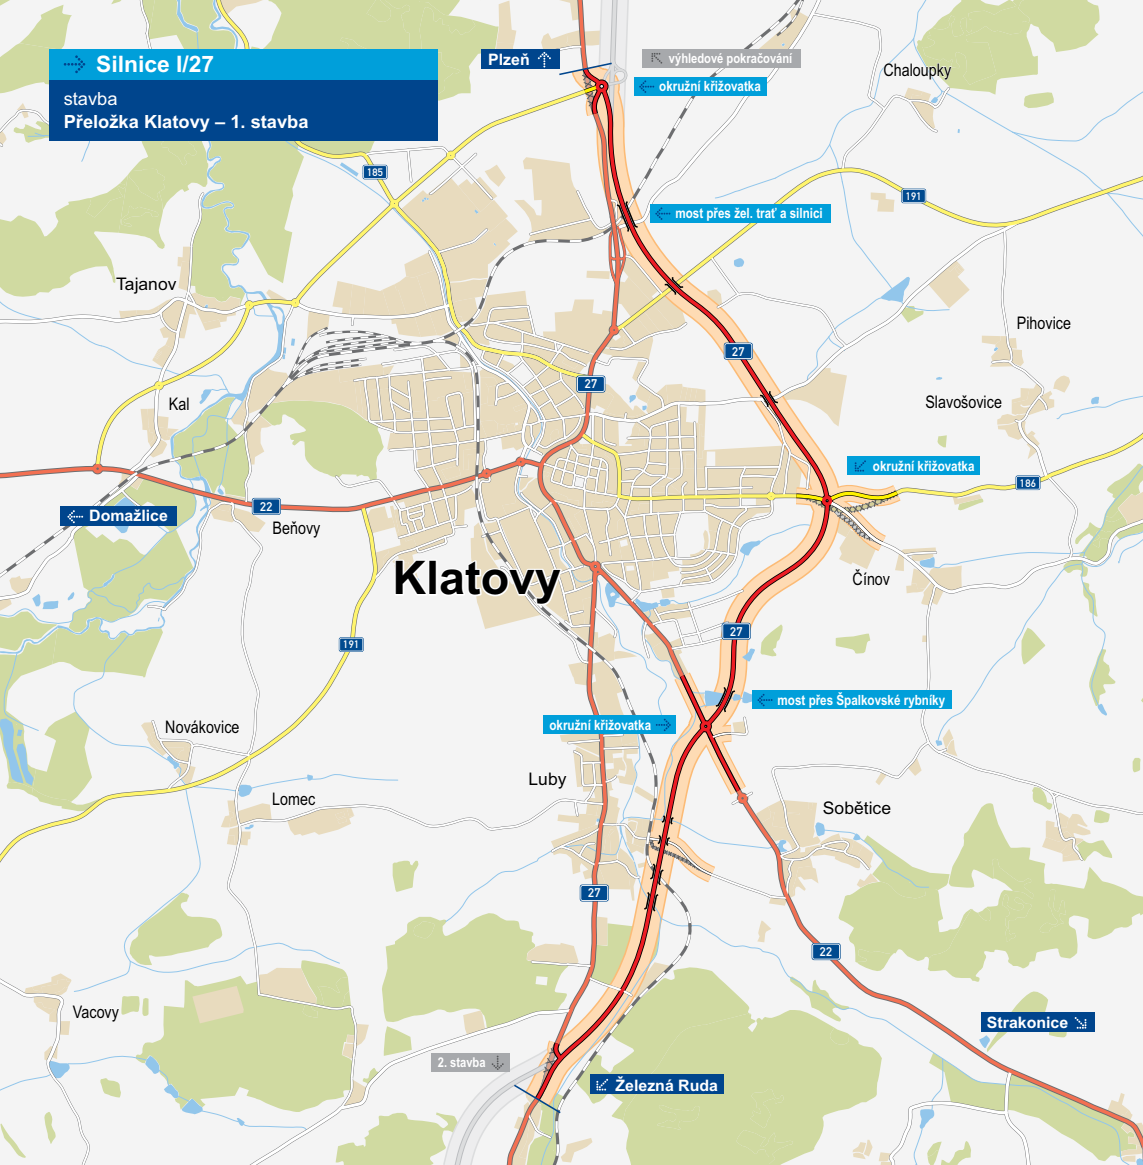 Silnice I/27
stavba
Přeložka Klatovy – 1. stavba
Plzeň
výhledové pokračování
okružní křižovatka
Chaloupky
185
191
most přes žel. trať a silnici
Tajanov
Pihovice
27
27
Kal
Slavošovice
okružní křižovatka
186
22
Domažlice
Beňovy
Klatovy
Čínov
27
191
most přes Špalkovské rybníky
okružní křižovatka
Novákovice
Luby
Lomec
Sobětice
27
22
Vacovy
Strakonice
2. stavba
Železná Ruda